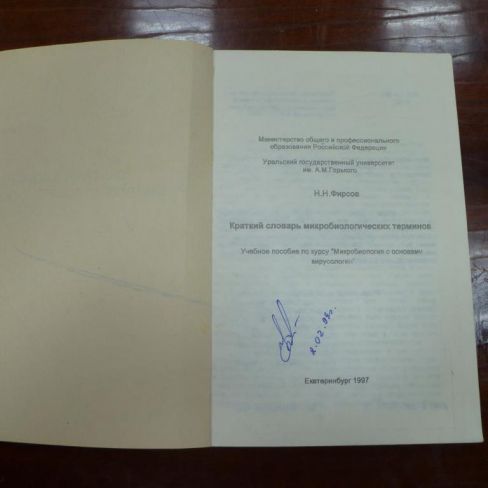 Министерство общего и профессионального
образования Российской Федерации
Уральский государственный университет
им. А.М.Горького
Н.Н.Фирсов
Краткий словарь микробиологических терминов
Учебное пособие по курсу "Микробиология с основами
вирусологии"
Екатеринбург 1997